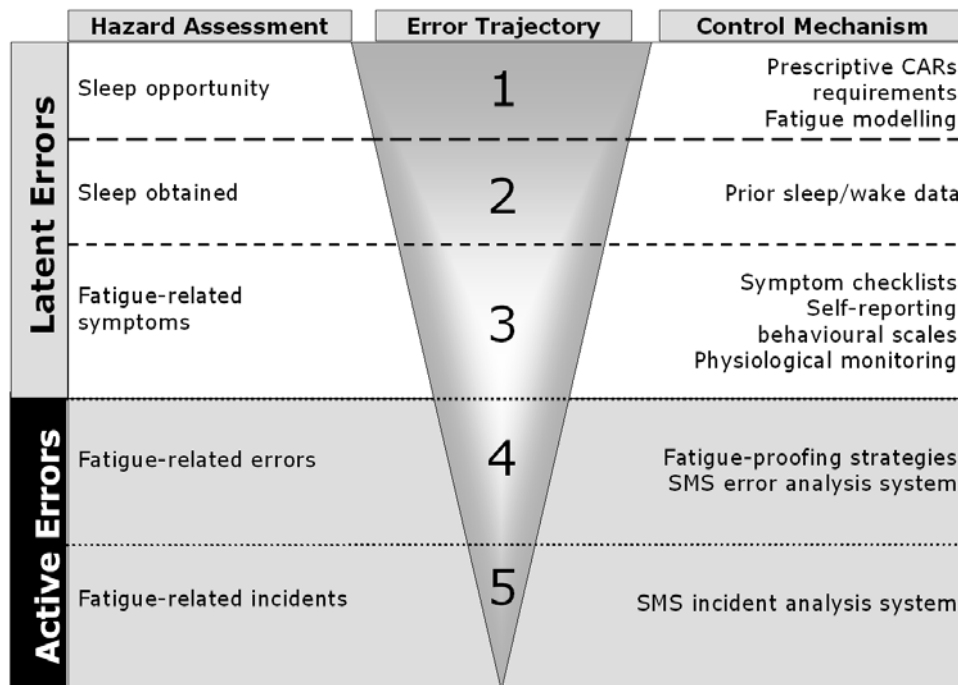 Hazard Assessment
Error Trajectory
Control Mechanism
Latent Errors
Sleep opportunity
1
Prescriptive CARs
requirements
Fatigue modelling
Sleep obtained
2
Prior sleep/wake data
Fatigue-related
symptoms
3
Symptom checklists
Self-reporting
behavioural scales
Physiological monitoring
Active Errors
Fatigue-related errors
4
Fatigue-proofing strategies
SMS error analysis system
Fatigue-related incidents
5
SMS incident analysis system